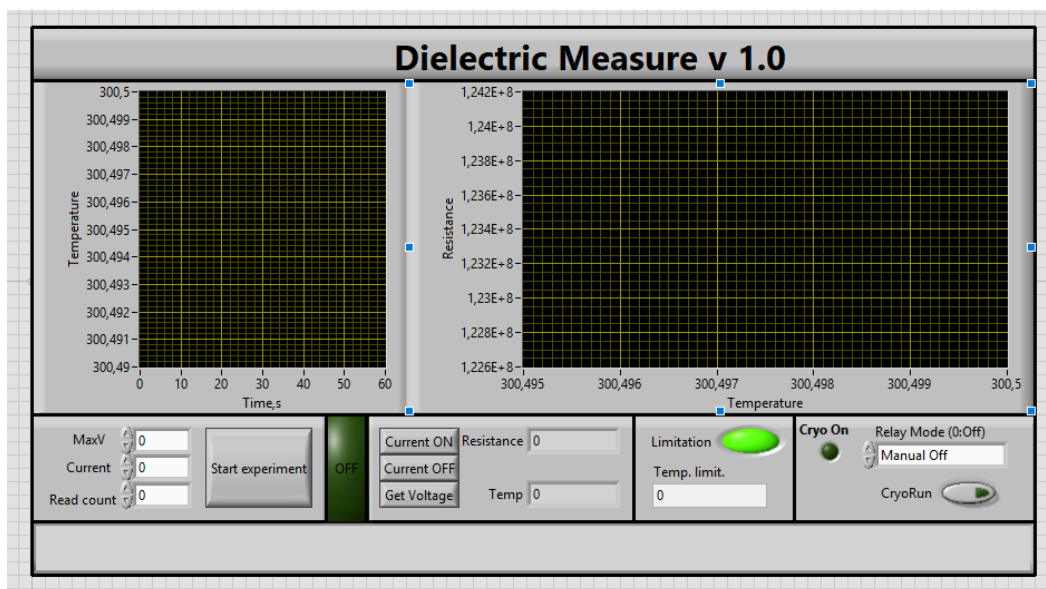 Dielectric Measure v 1.0
300,5
300,499
300,498
300,497
300,496
300,495
300,494
300,493
300,492
300,491
300,49
Temperature
0 10 20 30 40 50 60
Time,s
1,242E+8
1,24E+8
1,238E+8
1,236E+8
1,234E+8
1,232E+8
1,23E+8
1,228E+8
1,226E+8
Resistance
300,495 300,496 300,497 300,498 300,499 300,5
Temperature
MaxV 0
Current 0
Read count 0
Start experiment
OFF
Current ON
Current OFF
Get Voltage
Resistance 0
Temp 0
Limitation
Temp. limit.
0
Cryo On
Relay Mode (0:Off)
Manual Off
CryoRun